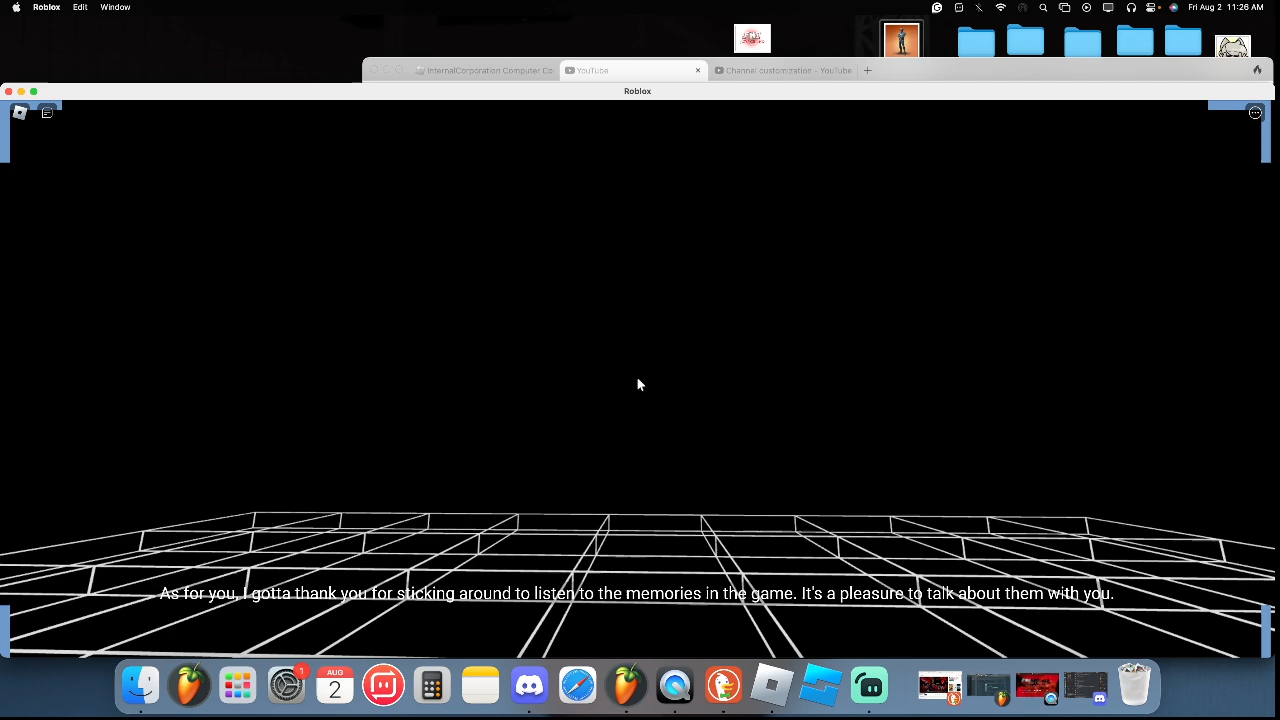 Roblox Edit Window
Fri Aug 2 11:26 AM
InternalCorporation Computer Co
YouTube
Channel customization - YouTube
Roblox
As for you, I gotta thank you for sticking around to listen to the memories in the game. It's a pleasure to talk about them with you.
1
AUG
2